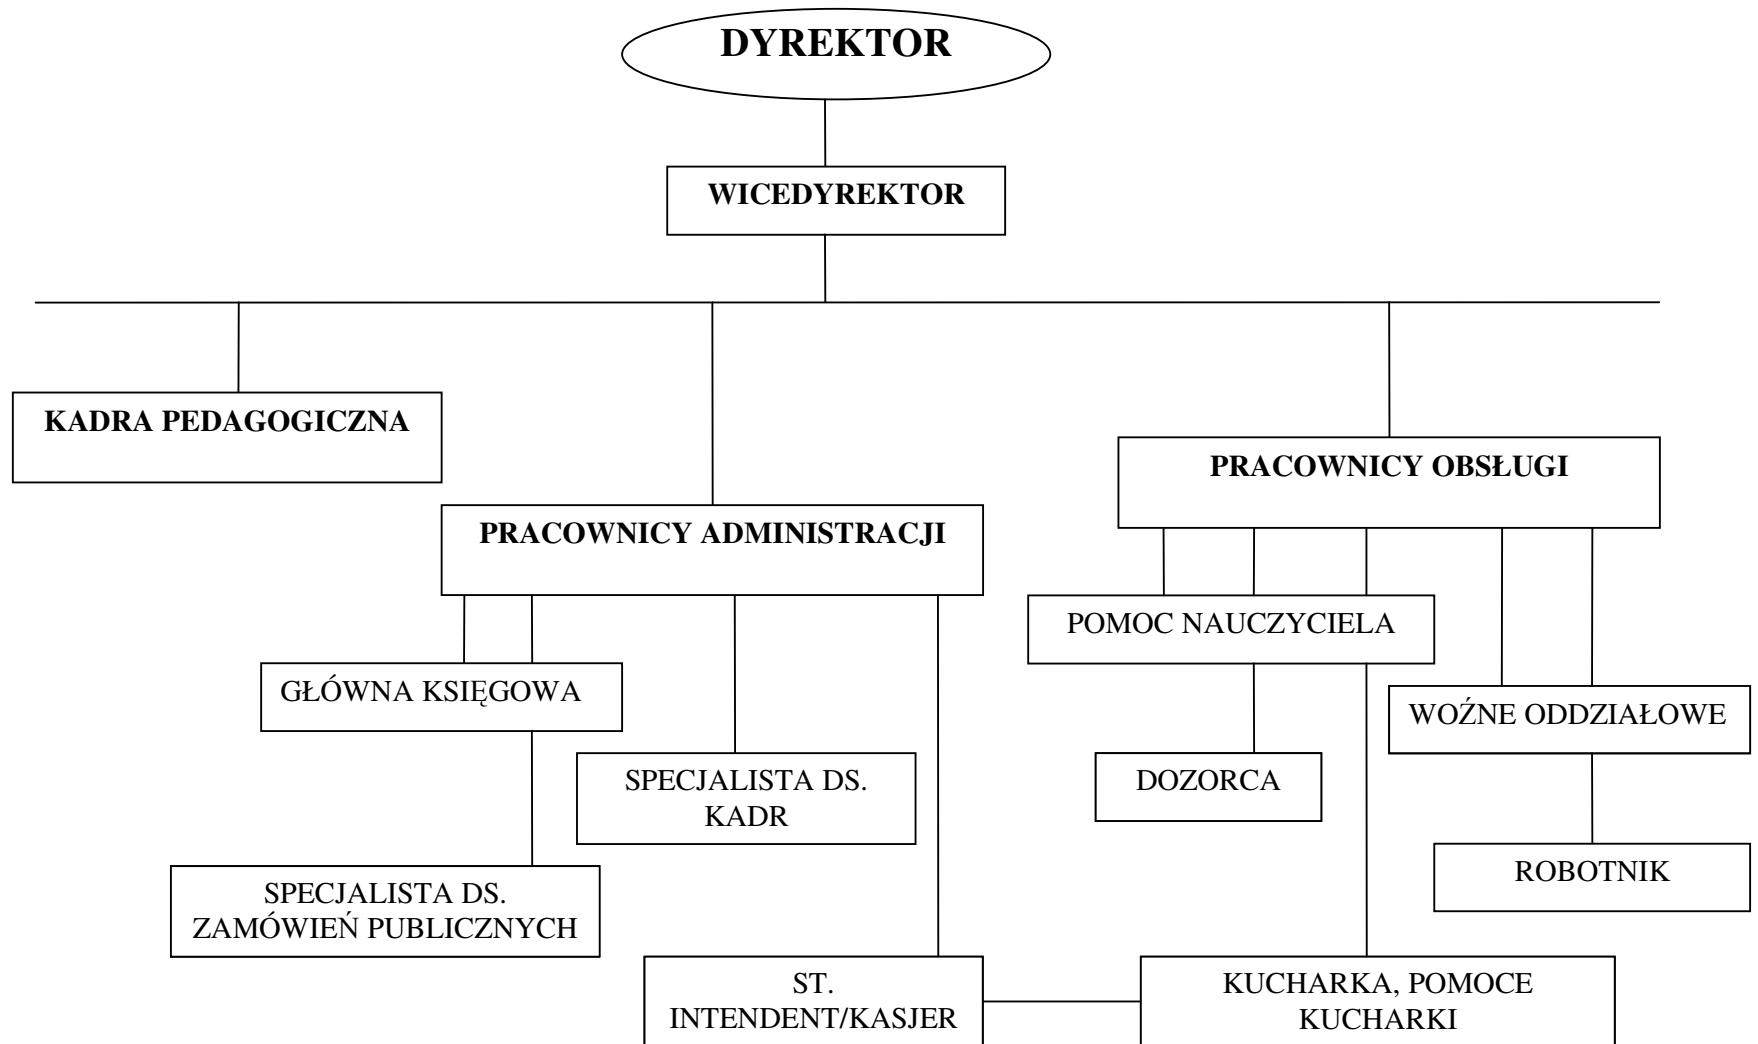 DYREKTOR
WICEDYREKTOR
KADRA PEDAGOGICZNA
PRACOWNICY OBSŁUGI
PRACOWNICY ADMINISTRACJI
POMOC NAUCZYCIELA
GŁÓWNA KSIĘGOWA
WOŹNE ODDZIAŁOWE
SPECJALISTA DS.
KADR
DOZORCA
ROBOTNIK
SPECJALISTA DS.
ZAMÓWIEŃ PUBLICZNYCH
ST.
INTENDENT/KASJER
KUCHARKA, POMOCE
KUCHARKI